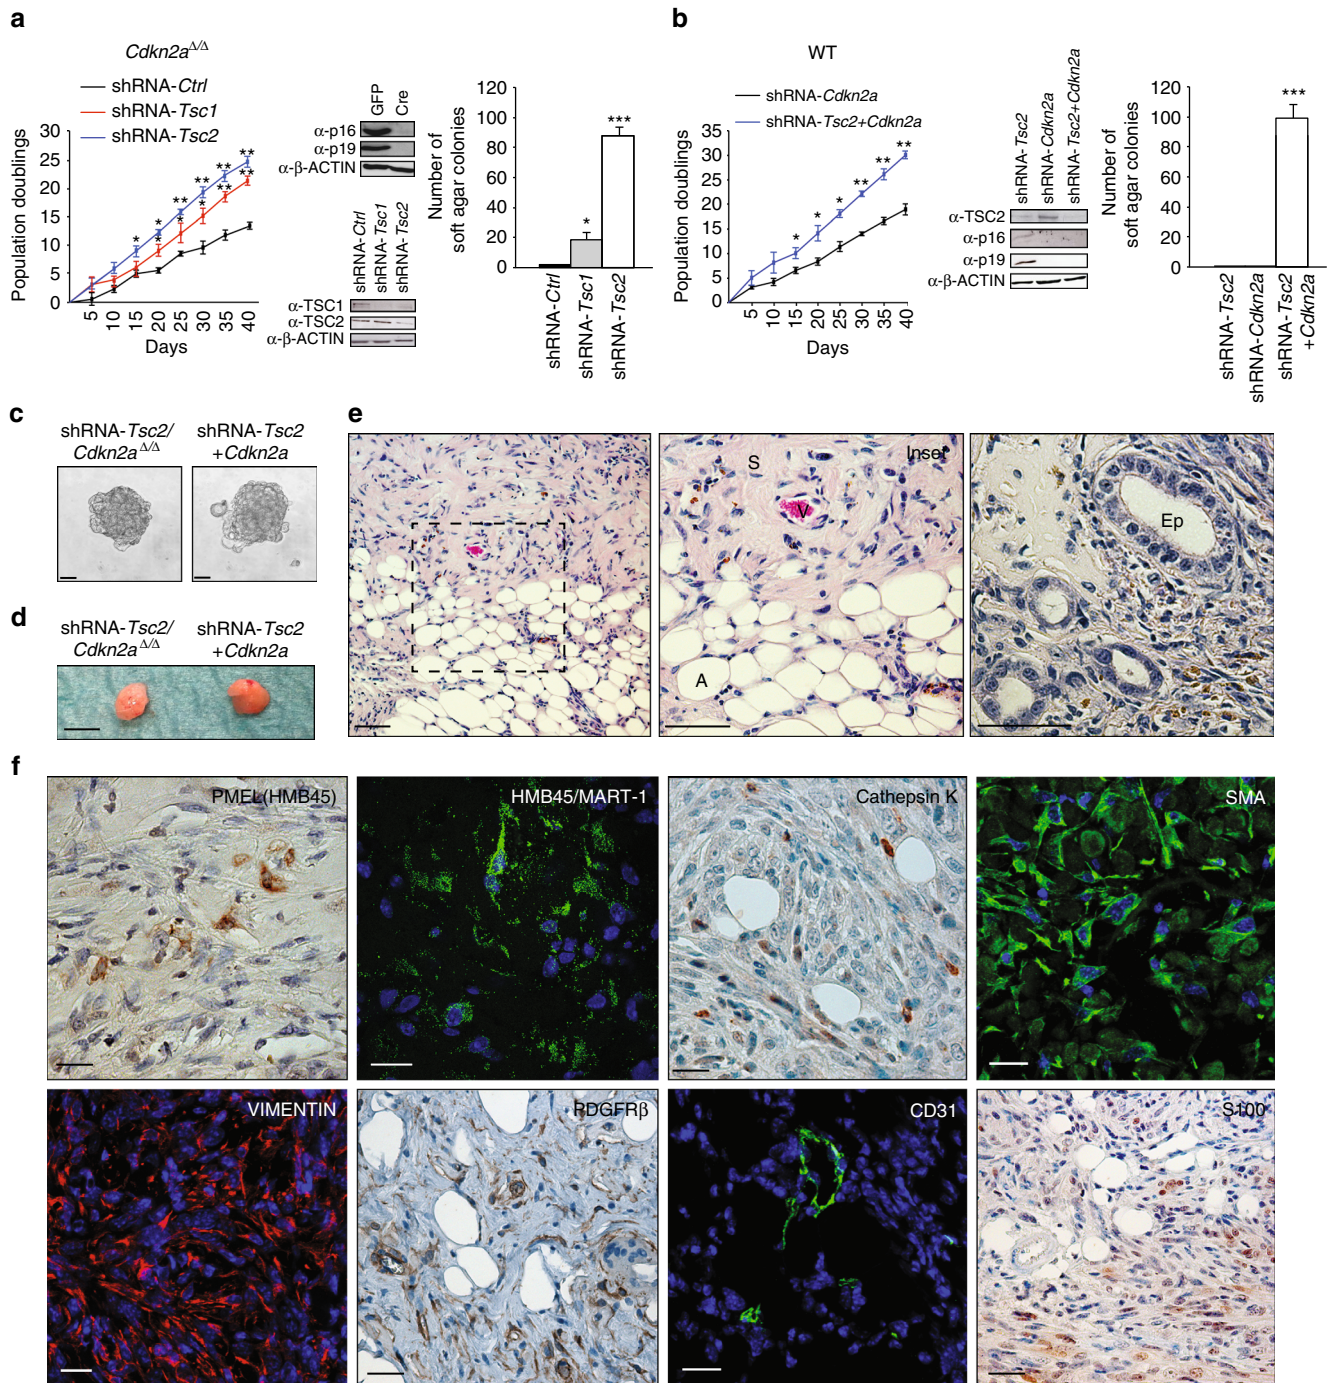 a
Cdkn2aΔ/Δ
shRNA-Ctrl
shRNA-Tsc1
shRNA-Tsc2
Population doublings
30
25
20
15
10
5
0
5 10 15 20 25 30 35 40
Days
* * * * ** * ** ** ** ** ** **
GFP
Cre
α-p16
α-p19
α-β-ACTIN
shRNA-Ctrl
shRNA-Tsc1
shRNA-Tsc2
α-TSC1
α-TSC2
α-β-ACTIN
Number of
soft agar colonies
120
100
80
60
40
20
0
*
***
shRNA-Ctrl
shRNA-Tsc1
shRNA-Tsc2
b
WT
shRNA-Cdkn2a
shRNA-Tsc2+Cdkn2a
Population doublings
35
30
25
20
15
10
5
0
5 10 15 20 25 30 35 40
Days
* * * ** ** **
shRNA-Tsc2
shRNA-Cdkn2a
shRNA-Tsc2+Cdkn2a
α-TSC2
α-p16
α-p19
α-β-ACTIN
Number of
soft agar colonies
120
100
80
60
40
20
0
***
shRNA-Tsc2
shRNA-Cdkn2a
shRNA-Tsc2
+Cdkn2a
c
shRNA-Tsc2/
Cdkn2aΔ/Δ
shRNA-Tsc2
+Cdkn2a
d
shRNA-Tsc2/
Cdkn2aΔ/Δ
shRNA-Tsc2
+Cdkn2a
e
S
Inset
V
A
Ep
f
PMEL(HMB45)
HMB45/MART-1
Cathepsin K
SMA
VIMENTIN
PDGFRβ
CD31
S100